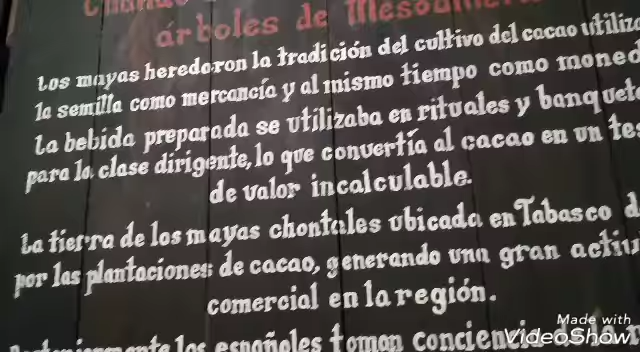 árboles de
Los mayas heredaron la tradición del cultivo del cacao
la semilla como mercancía y al mismo tiempo como
La bebida preparada se utilizaba en rituales y
para la clase dirigente, lo que convertía al cacao en un
de valor incalculable.
La tierra de los mayas chontales ubicada en Tabasco
por las plantaciones de cacao, generando una gran
comercial en la región.
los españoles toman
Made with
VideoShow